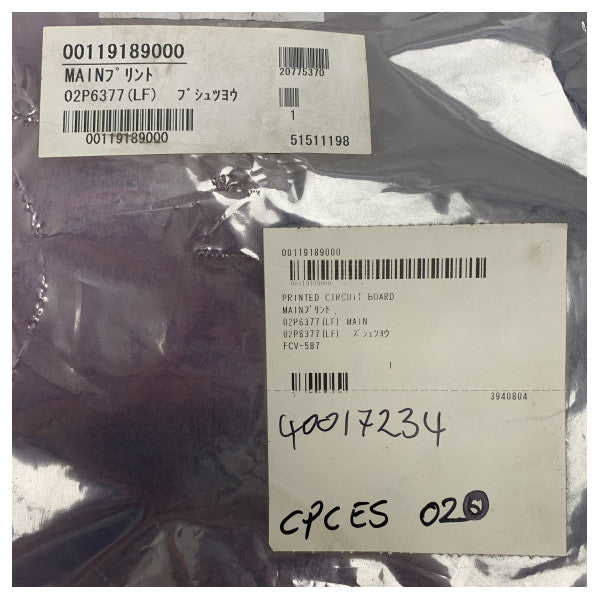 00119189000
MAINﾌﾟﾘﾝﾄ
20775370
02P6377(LF) ﾌﾞｼｭﾂﾖｳ
1
00119189000
51511198
00119189000
00119189000
PRINTED CIRCUIT BOARD
MAINﾌﾟﾘﾝﾄ
02P6377(LF) MAIN
02P6377(LF) ﾌﾞｼｭﾂﾖｳ
FCV-587
1
3940804
40017234
CPCES 026